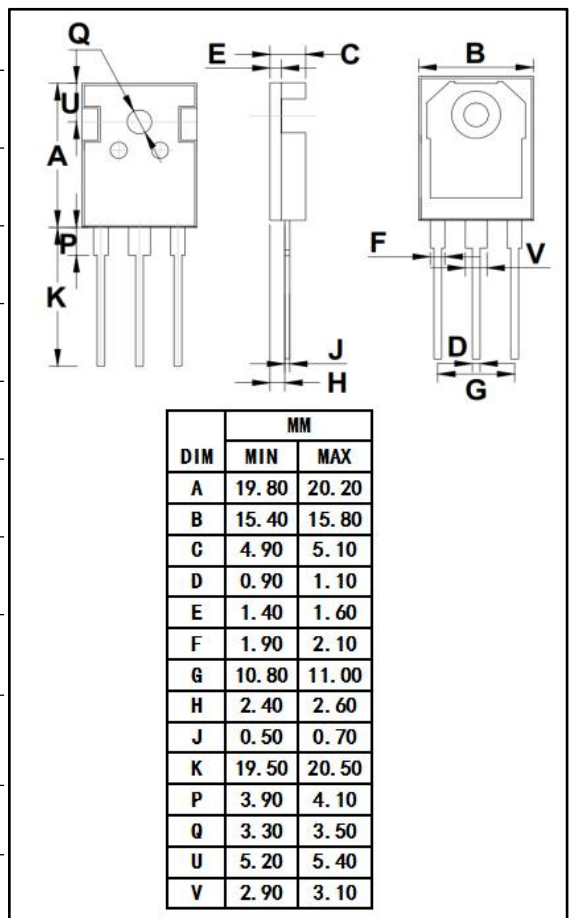 Q
E
C
B
U
A
P
K
F
V
J
D
H
G
MM
DIM MIN MAX
A 19.80 20.20
B 15.40 15.80
C 4.90 5.10
D 0.90 1.10
E 1.40 1.60
F 1.90 2.10
G 10.80 11.00
H 2.40 2.60
J 0.50 0.70
K 19.50 20.50
P 3.90 4.10
Q 3.30 3.50
U 5.20 5.40
V 2.90 3.10